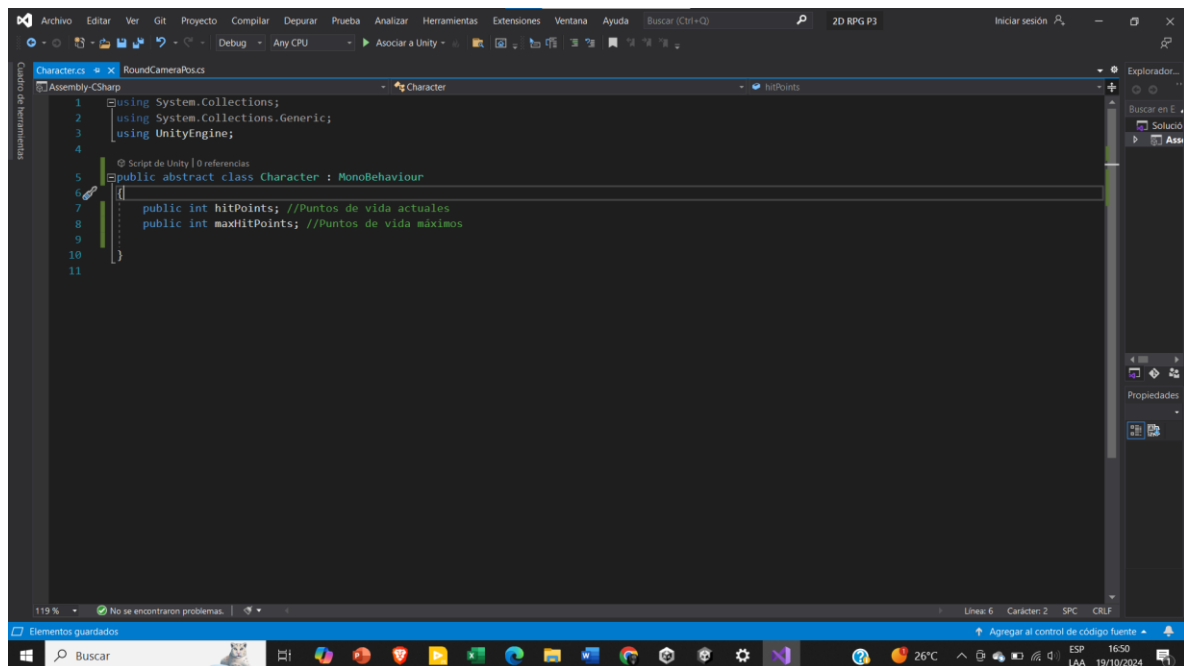 Archivo Editar Ver Git Proyecto Compilar Depurar Prueba Analizar Herramientas Extensiones Ventana Ayuda Buscar (Ctrl+Q) 2D RPG P3 Iniciar sesión
Debug Any CPU Asociar a Unity
Cuadro de herramientas
Character.cs RoundCameraPos.cs
Explorador...
Assembly-CSharp Character hitPoints
Buscar en E
Solució
Ass
1 using System.Collections;
2 using System.Collections.Generic;
3 using UnityEngine;
4
Script de Unity | 0 referencias
5 public abstract class Character : MonoBehaviour
6 {
7 public int hitPoints; //Puntos de vida actuales
8 public int maxHitPoints; //Puntos de vida máximos
9
10 }
11
Propiedades
119 % No se encontraron problemas. Línea: 6 Carácter: 2 SPC CRLF
Elementos guardados Agregar al control de código fuente
Buscar 26°C ESP 16:50
LAA 19/10/2024